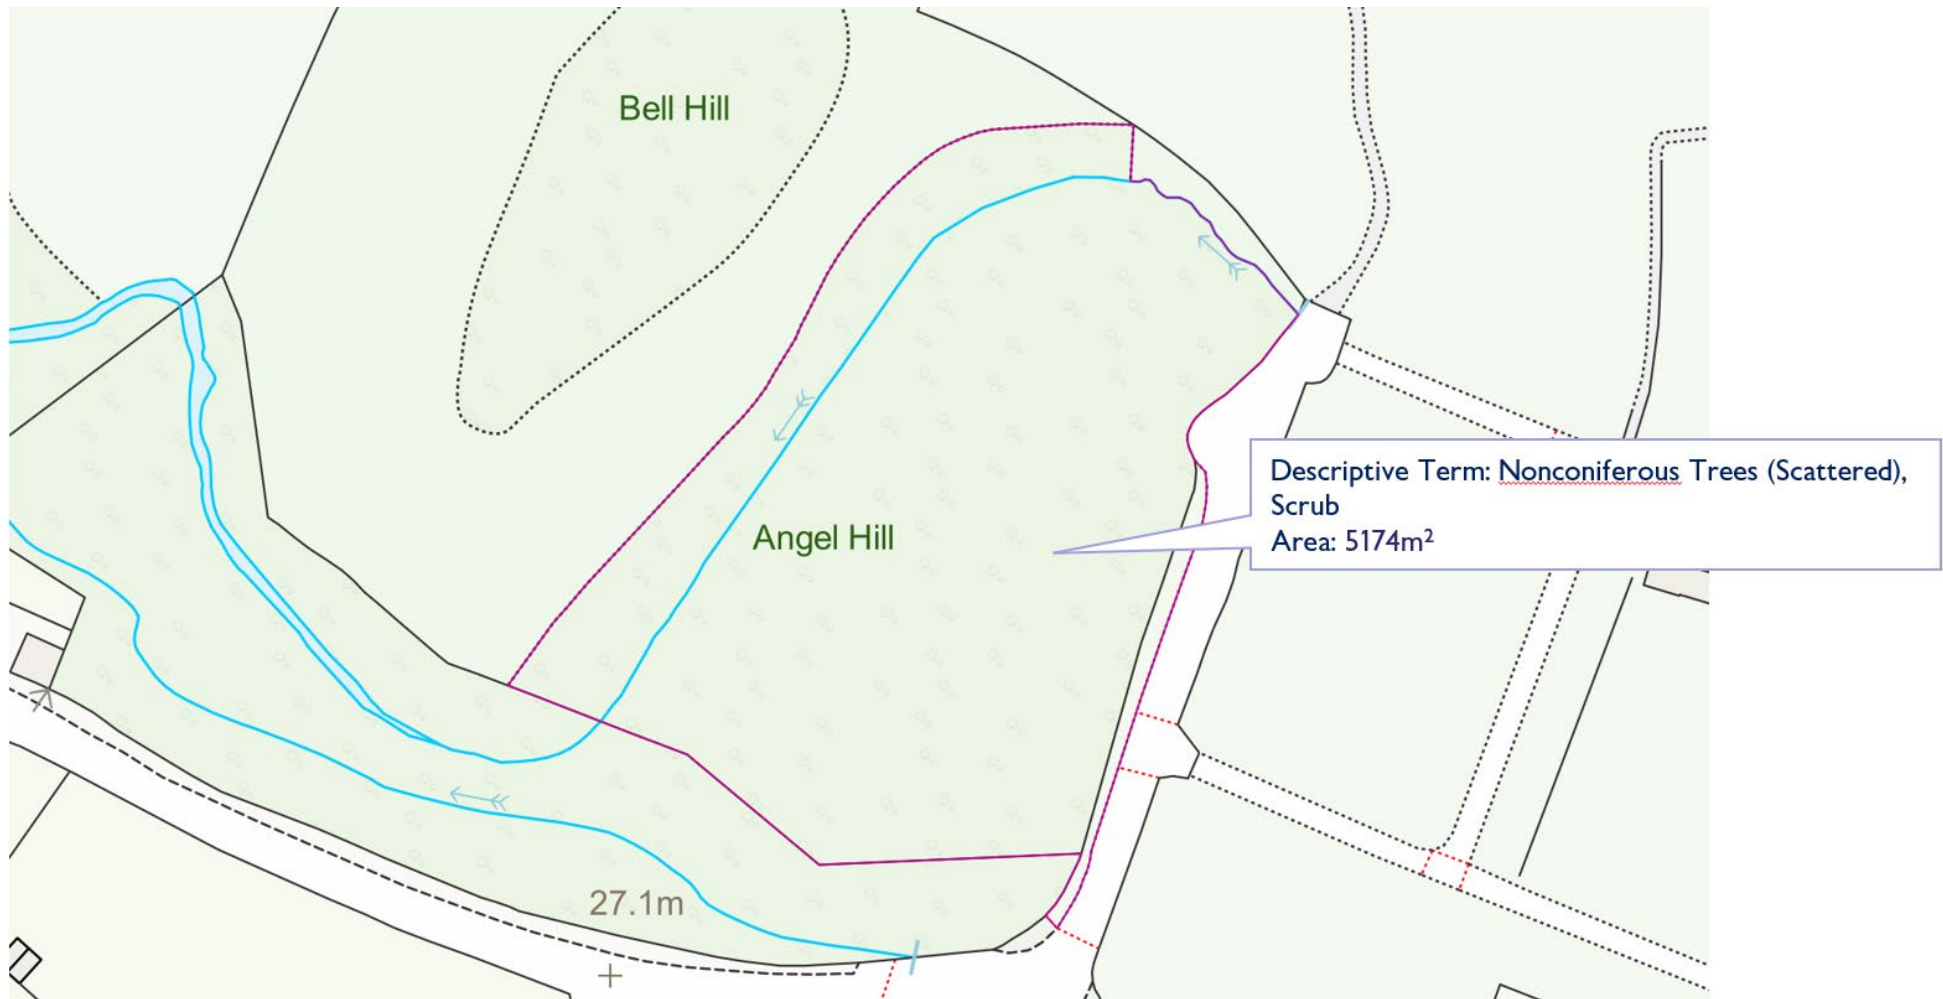 Bell Hill
Descriptive Term: Nonconiferous Trees (Scattered),
Scrub
Area: 5174m²
Angel Hill
27.1m